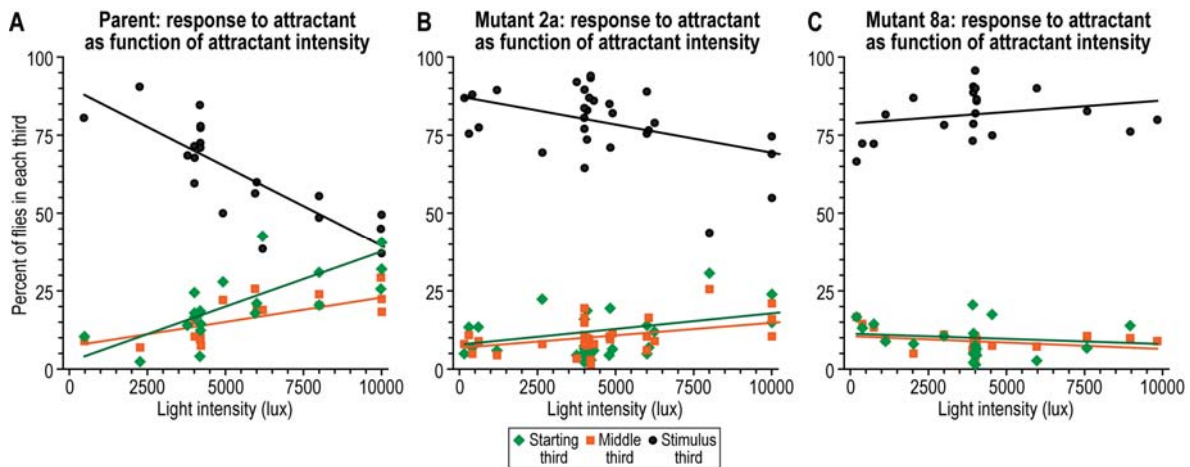 A
Parent: response to attractant
as function of attractant intensity
Percent of flies in each third
100
75
50
25
0
0 2500 5000 7500 10000
Light intensity (lux)
B
Mutant 2a: response to attractant
as function of attractant intensity
100
75
50
25
0
0 2500 5000 7500 10000
Light intensity (lux)
C
Mutant 8a: response to attractant
as function of attractant intensity
100
75
50
25
0
0 2500 5000 7500 10000
Light intensity (lux)
Starting third
Middle third
Stimulus third